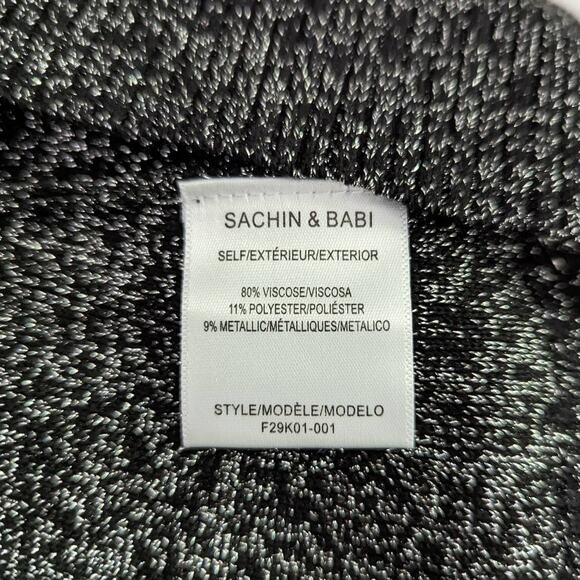 SACHIN & BABI
SELF/EXTÉRIEUR/EXTERIOR
80% VISCOSE/VISCOSA
11% POLYESTER/POLIÉSTER
9% METALLIC/MÉTALLIQUES/METALICO
STYLE/MODÈLE/MODELO
F29K01-001